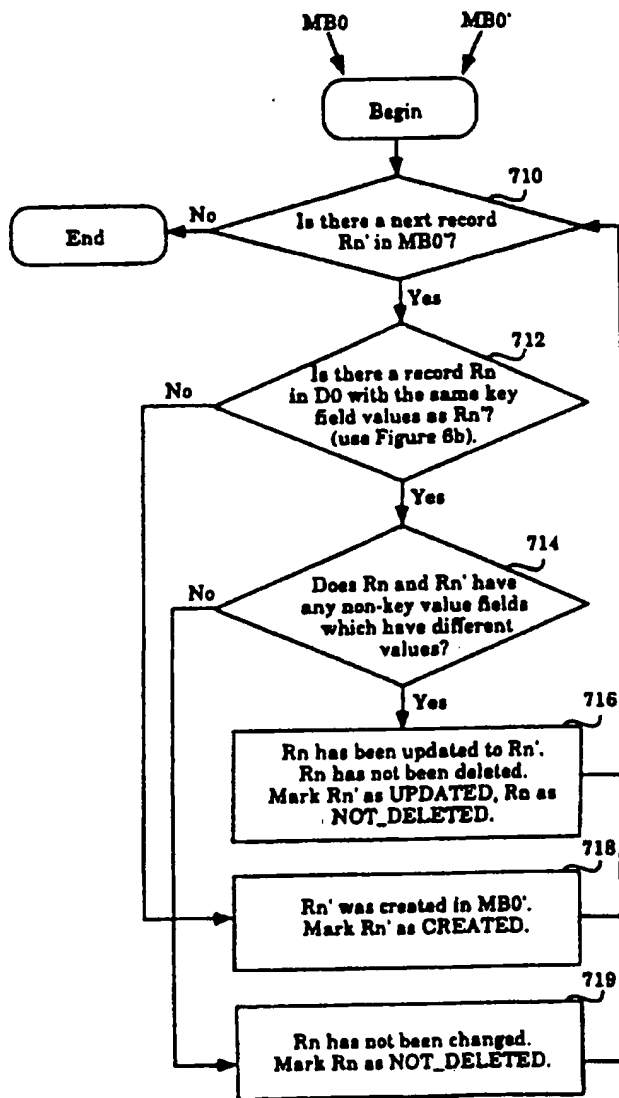 MB0 MB0'
Begin
710
No
Is there a next record
Rn' in MB0'?
End
Yes
712
No
Is there a record Rn
in D0 with the same key
field values as Rn'?
(use Figure 6b).
Yes
714
No
Does Rn and Rn' have
any non-key value fields
which have different
values?
Yes
716
Rn has been updated to Rn'.
Rn has not been deleted.
Mark Rn' as UPDATED, Rn as
NOT_DELETED.
718
Rn' was created in MB0'.
Mark Rn' as CREATED.
719
Rn has not been changed.
Mark Rn as NOT_DELETED.